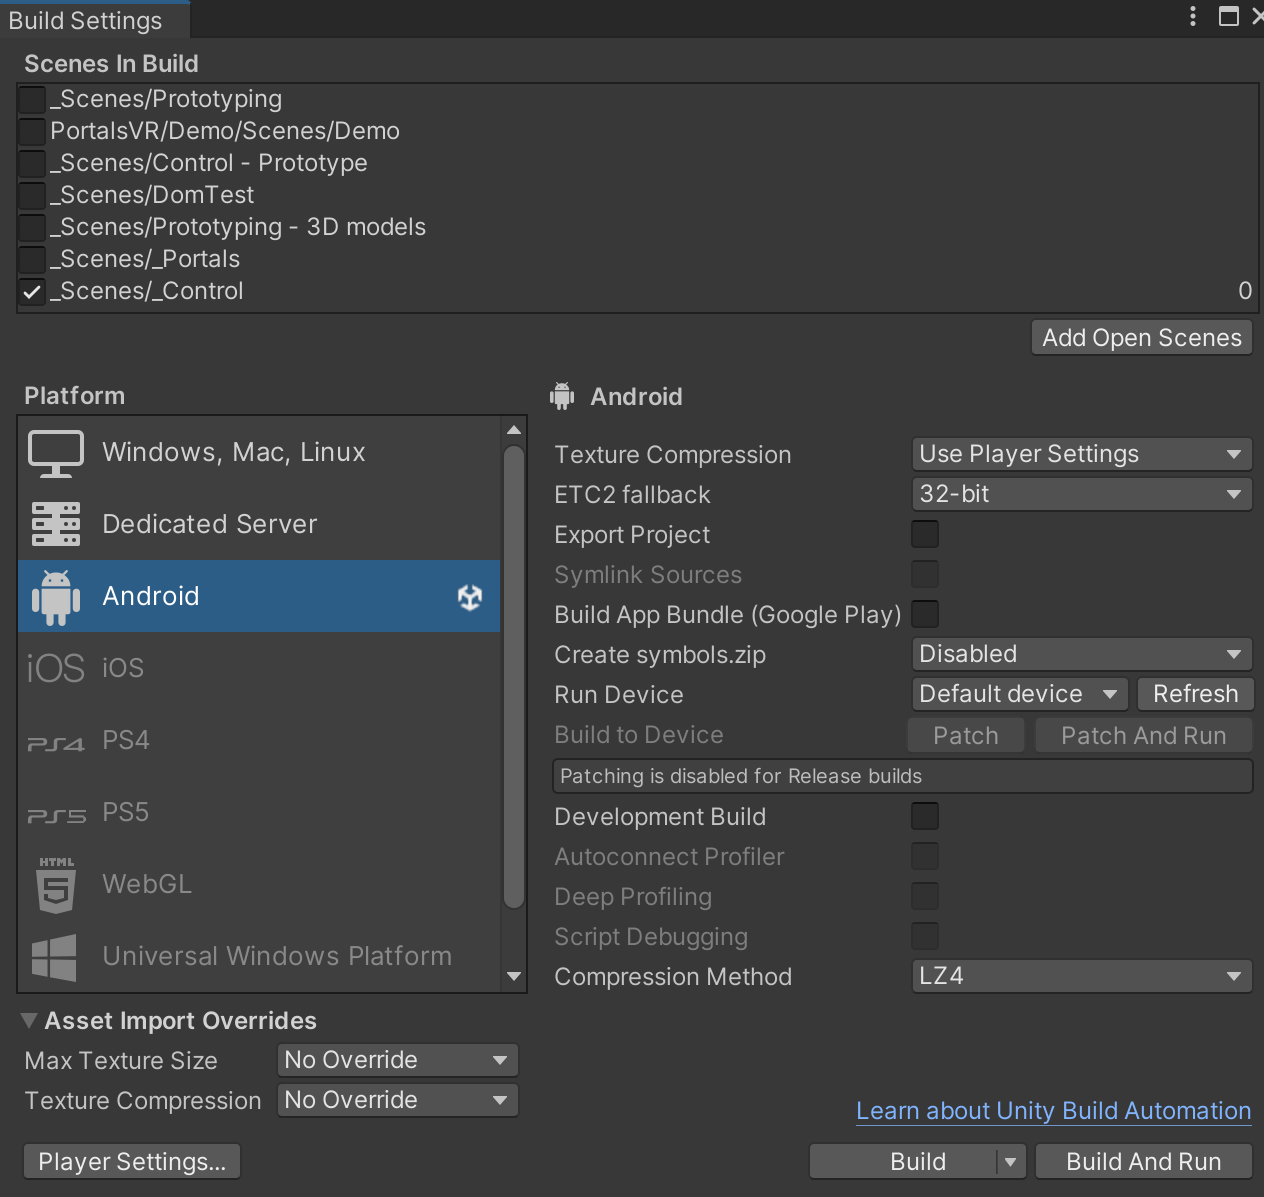 Build Settings
Scenes In Build
_Scenes/Prototyping
PortalsVR/Demo/Scenes/Demo
_Scenes/Control - Prototype
_Scenes/DomTest
_Scenes/Prototyping - 3D models
_Scenes/_Portals
_Scenes/_Control 0
Add Open Scenes
Platform
Windows, Mac, Linux
Dedicated Server
Android
iOS iOS
PS4 PS4
PS5 PS5
HTML 5 WebGL
Universal Windows Platform
Android
Texture Compression Use Player Settings
ETC2 fallback 32-bit
Export Project
Symlink Sources
Build App Bundle (Google Play)
Create symbols.zip Disabled
Run Device Default device Refresh
Build to Device Patch Patch And Run
Patching is disabled for Release builds
Development Build
Autoconnect Profiler
Deep Profiling
Script Debugging
Compression Method LZ4
Asset Import Overrides
Max Texture Size No Override
Texture Compression No Override
Learn about Unity Build Automation
Player Settings... Build Build And Run